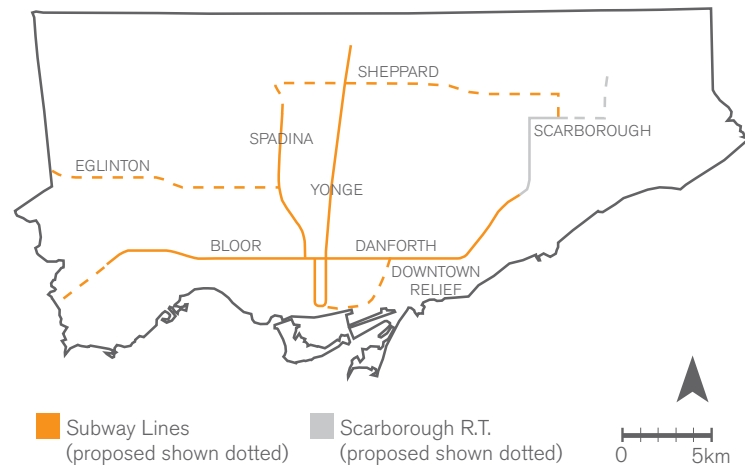 SHEPPARD
SPADINA
SCARBOROUGH
EGLINTON
YONGE
BLOOR
DANFORTH
DOWNTOWN
RELIEF
Subway Lines
(proposed shown dotted)
Scarborough R.T.
(proposed shown dotted)
0 5km